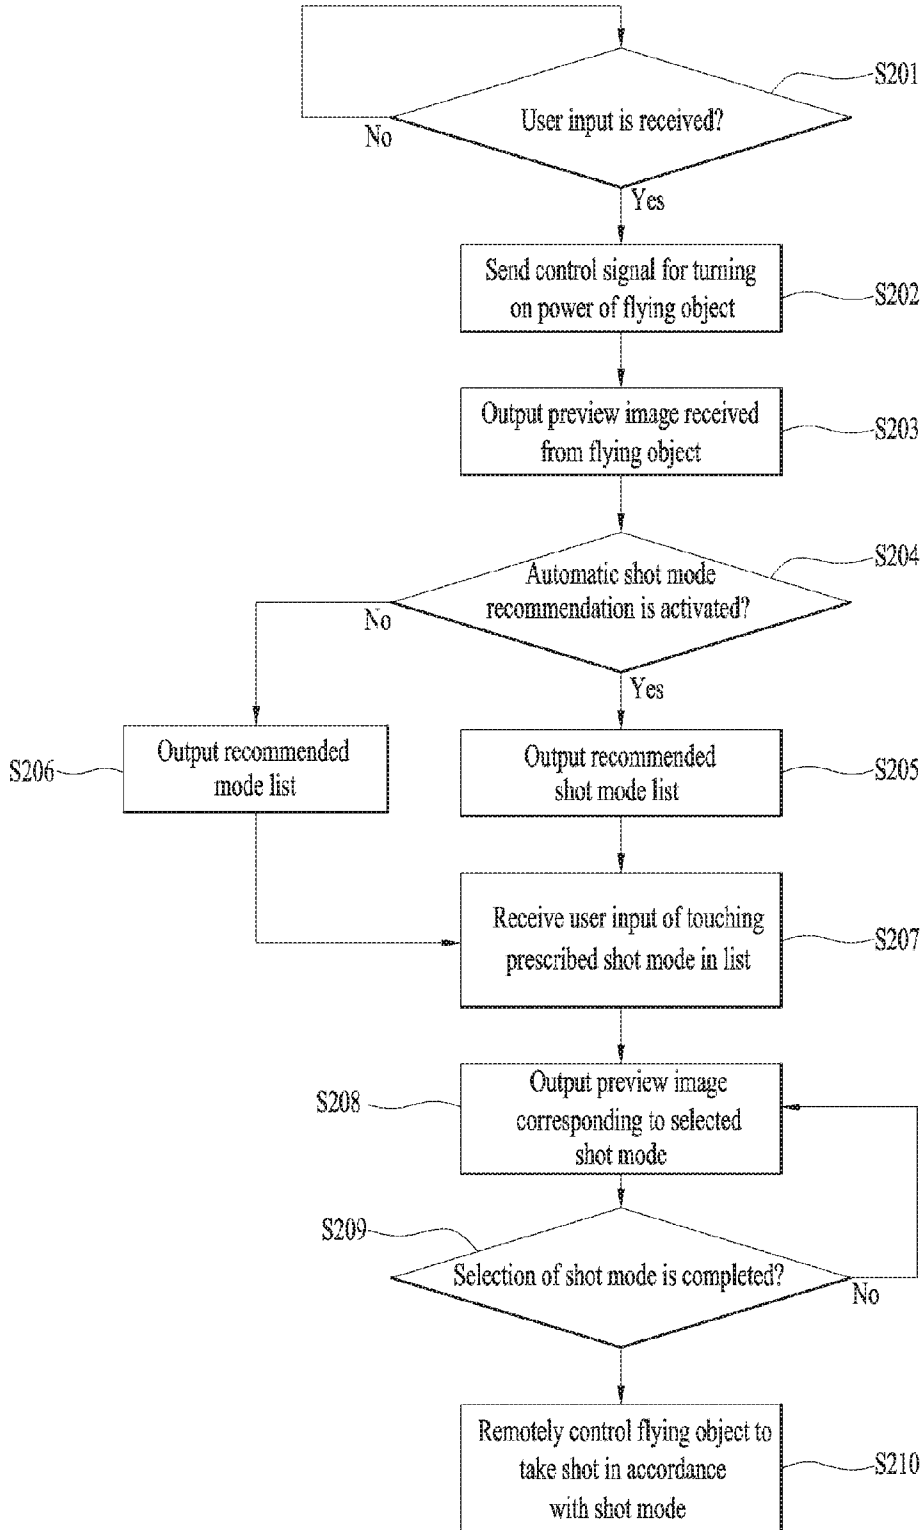 S201
User input is received?
No
Yes
Send control signal for turning
on power of flying object
S202
Output preview image received
from flying object
S203
S204
Automatic shot mode
recommendation is activated?
No
Yes
S206
Output recommended
mode list
Output recommended
shot mode list
S205
Receive user input of touching
prescribed shot mode in list
S207
S208
Output preview image
corresponding to selected
shot mode
S209
Selection of shot mode is completed?
No
Remotely control flying object to
take shot in accordance
with shot mode
S210